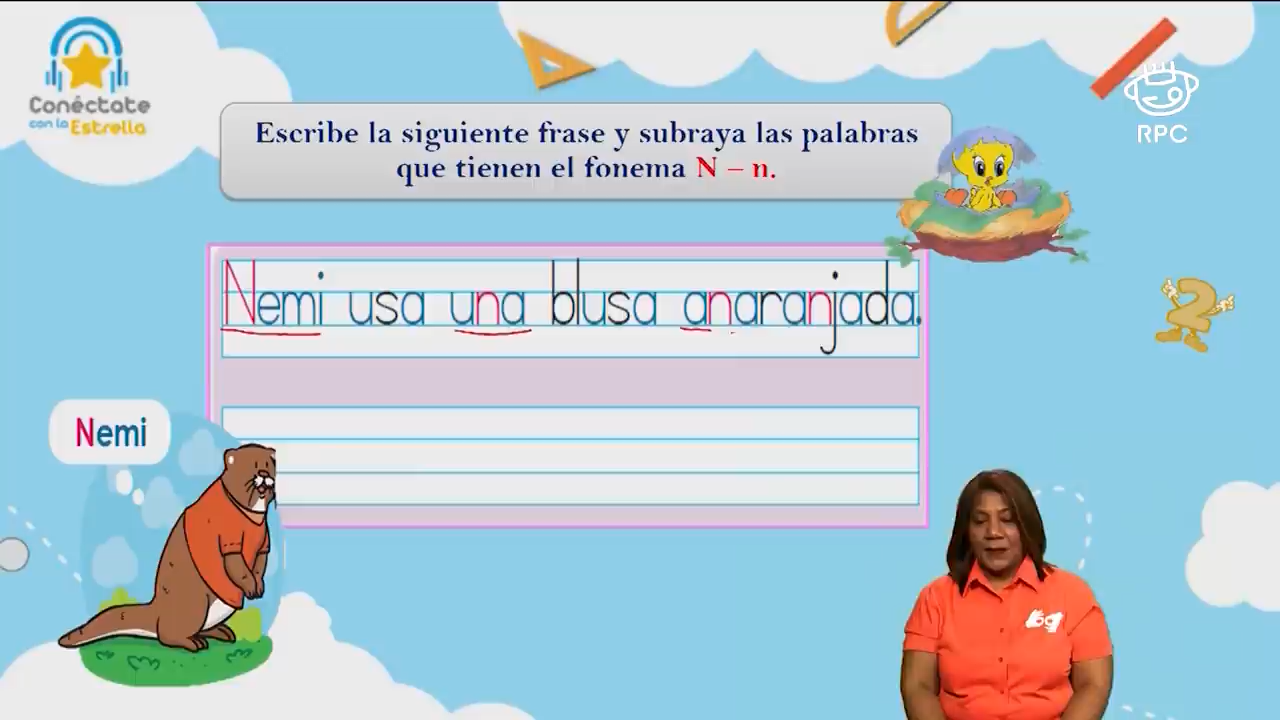 Conéctate
con la Estrella
RPC
Escribe la siguiente frase y subraya las palabras
que tienen el fonema N – n.
Nemi usa una blusa anaranjada.
Nemi
2